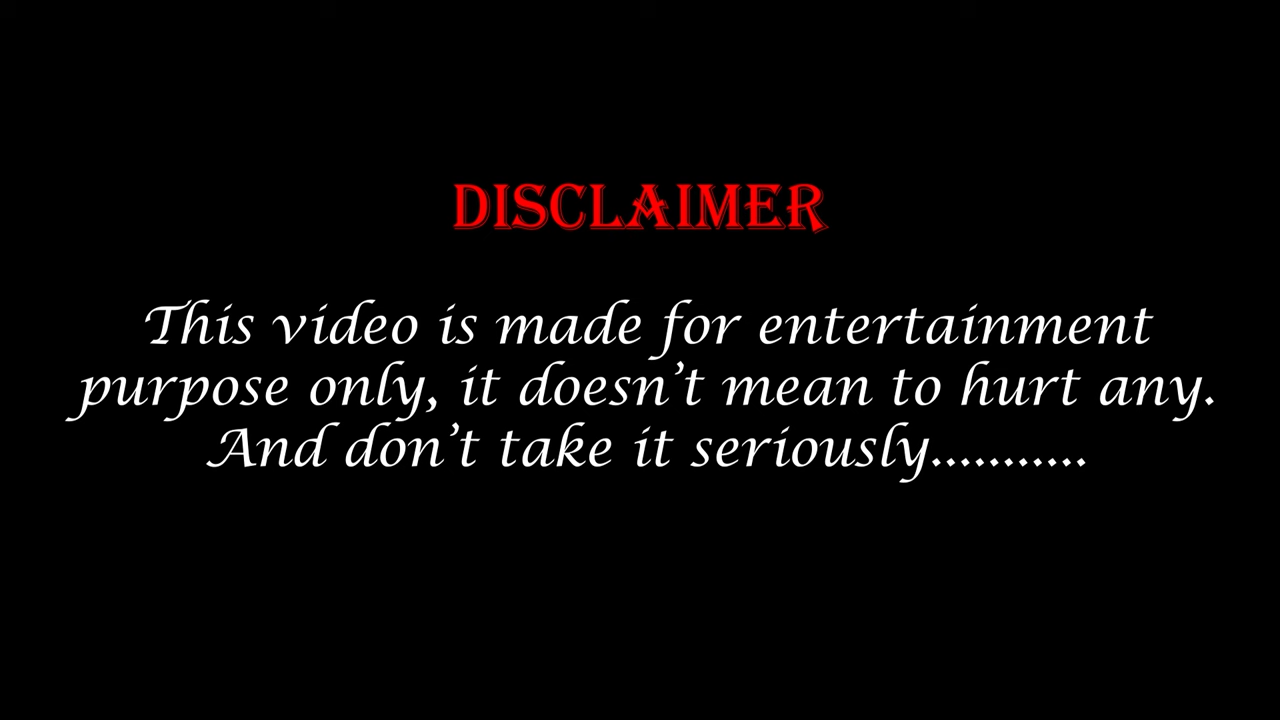 DISCLAIMER
This video is made for entertainment
purpose only, it doesn't mean to hurt any.
And don't take it seriously...........